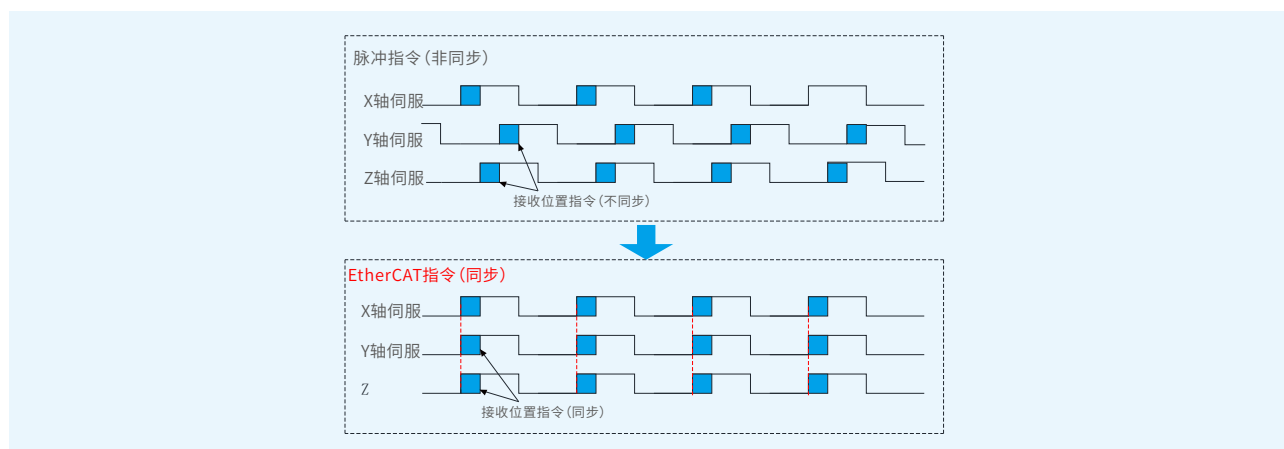 脉冲指令(非同步)
X轴伺服
Y轴伺服
Z轴伺服
接收位置指令(不同步)
EtherCAT指令(同步)
X轴伺服
Y轴伺服
Z
接收位置指令(同步)